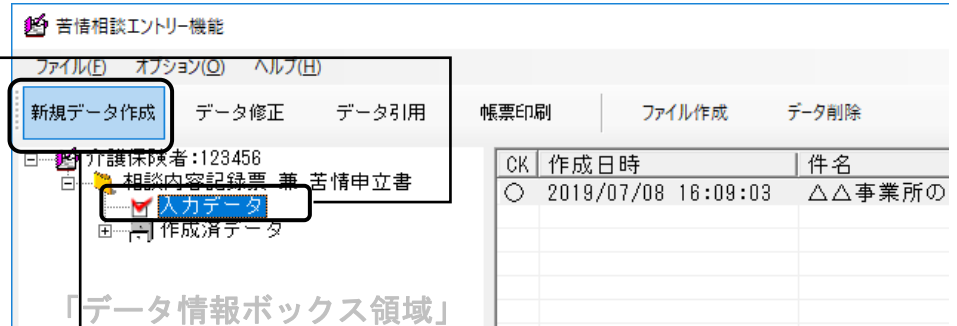 苦情相談エントリー機能
ファイル(F) オプション(O) ヘルプ(H)
新規データ作成 データ修正 データ引用 帳票印刷 ファイル作成 データ削除
介護保険者:123456
相談内容記録票 兼 苦情申立書
入力データ
作成済データ
「データ情報ボックス領域」
CK 作成日時 件名
○ 2019/07/08 16:09:03 △△事業所の